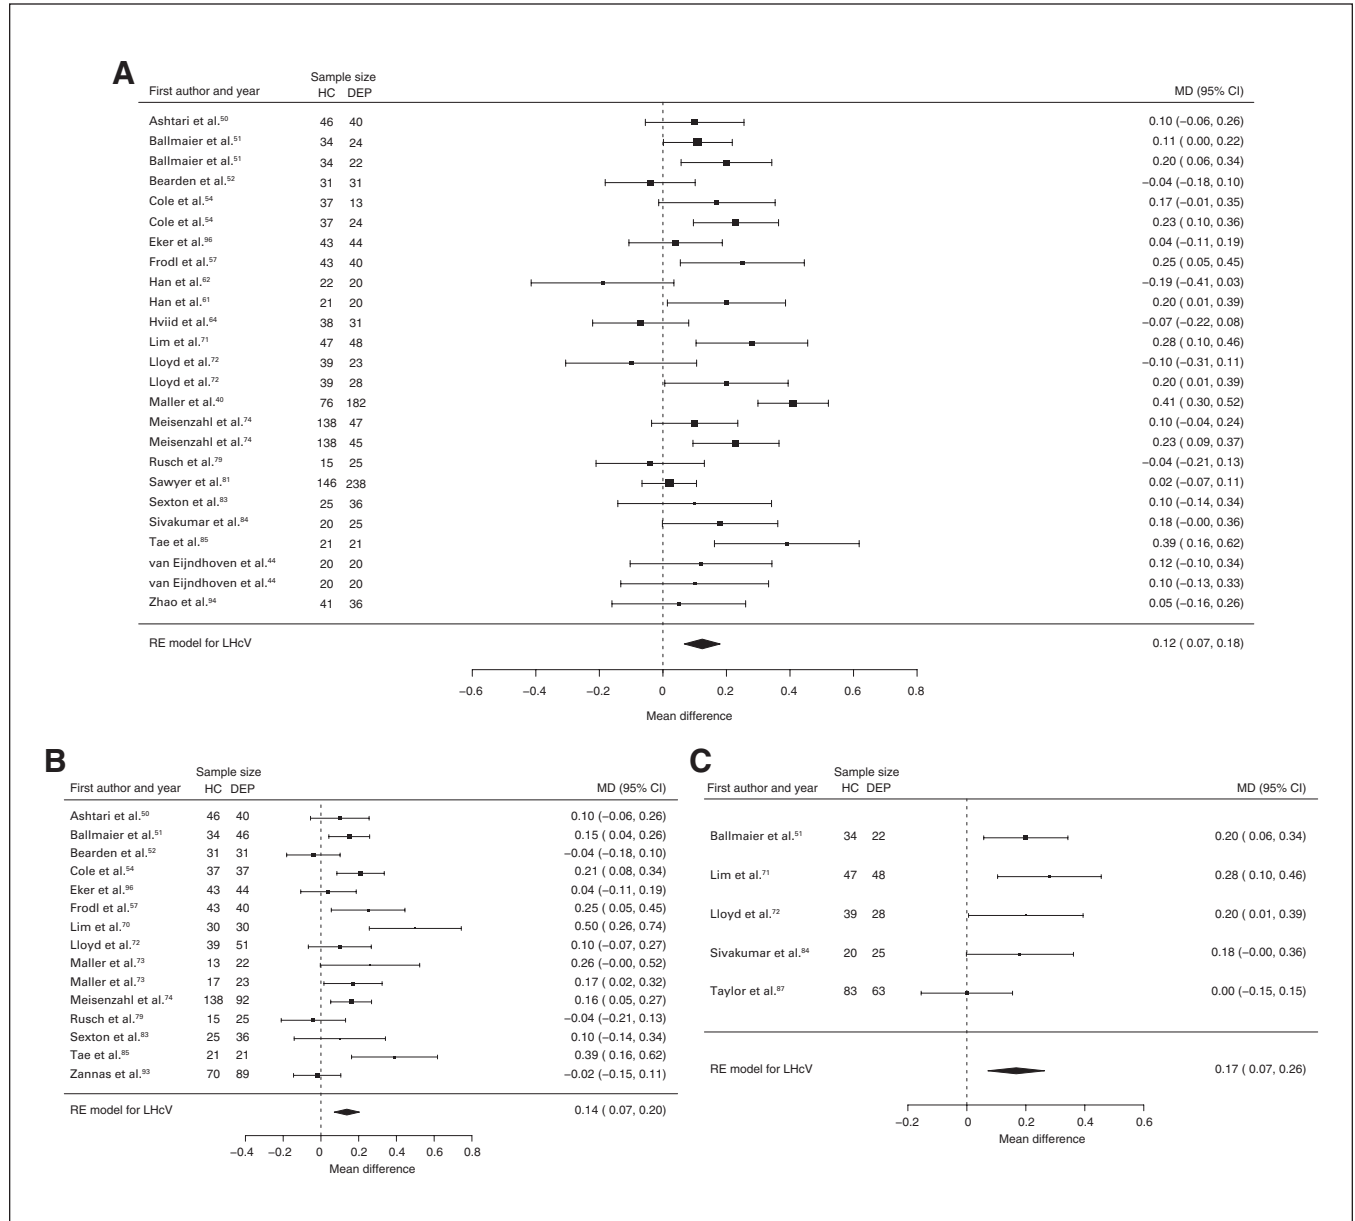 A
Sample size
First author and year HC DEP MD (95% CI)
Ashtari et al.50 46 40 0.10 (−0.06, 0.26)
Ballmaier et al.51 34 24 0.11 ( 0.00, 0.22)
Ballmaier et al.51 34 22 0.20 ( 0.06, 0.34)
Bearden et al.52 31 31 −0.04 (−0.18, 0.10)
Cole et al.54 37 13 0.17 (−0.01, 0.35)
Cole et al.54 37 24 0.23 ( 0.10, 0.36)
Eker et al.96 43 44 0.04 (−0.11, 0.19)
Frodl et al.57 43 40 0.25 ( 0.05, 0.45)
Han et al.62 22 20 −0.19 (−0.41, 0.03)
Han et al.61 21 20 0.20 ( 0.01, 0.39)
Hviid et al.64 38 31 −0.07 (−0.22, 0.08)
Lim et al.71 47 48 0.28 ( 0.10, 0.46)
Lloyd et al.72 39 23 −0.10 (−0.31, 0.11)
Lloyd et al.72 39 28 0.20 ( 0.01, 0.39)
Maller et al.40 76 182 0.41 ( 0.30, 0.52)
Meisenzahl et al.74 138 47 0.10 (−0.04, 0.24)
Meisenzahl et al.74 138 45 0.23 ( 0.09, 0.37)
Rusch et al.79 15 25 −0.04 (−0.21, 0.13)
Sawyer et al.81 146 238 0.02 (−0.07, 0.11)
Sexton et al.83 25 36 0.10 (−0.14, 0.34)
Sivakumar et al.84 20 25 0.18 (−0.00, 0.36)
Tae et al.85 21 21 0.39 ( 0.16, 0.62)
van Eijndhoven et al.44 20 20 0.12 (−0.10, 0.34)
van Eijndhoven et al.44 20 20 0.10 (−0.13, 0.33)
Zhao et al.94 41 36 0.05 (−0.16, 0.26)
RE model for LHcV 0.12 ( 0.07, 0.18)
−0.6 −0.4 −0.2 0 0.2 0.4 0.6 0.8
Mean difference
B
Sample size
First author and year HC DEP MD (95% CI)
Ashtari et al.50 46 40 0.10 (−0.06, 0.26)
Ballmaier et al.51 34 46 0.15 ( 0.04, 0.26)
Bearden et al.52 31 31 −0.04 (−0.18, 0.10)
Cole et al.54 37 37 0.21 ( 0.08, 0.34)
Eker et al.96 43 44 0.04 (−0.11, 0.19)
Frodl et al.57 43 40 0.25 ( 0.05, 0.45)
Lim et al.70 30 30 0.50 ( 0.26, 0.74)
Lloyd et al.72 39 51 0.10 (−0.07, 0.27)
Maller et al.73 13 22 0.26 (−0.00, 0.52)
Maller et al.73 17 23 0.17 ( 0.02, 0.32)
Meisenzahl et al.74 138 92 0.16 ( 0.05, 0.27)
Rusch et al.79 15 25 −0.04 (−0.21, 0.13)
Sexton et al.83 25 36 0.10 (−0.14, 0.34)
Tae et al.85 21 21 0.39 ( 0.16, 0.62)
Zannas et al.93 70 89 −0.02 (−0.15, 0.11)
RE model for LHcV 0.14 ( 0.07, 0.20)
−0.4 −0.2 0 0.2 0.4 0.6 0.8
Mean difference
C
Sample size
First author and year HC DEP MD (95% CI)
Ballmaier et al.51 34 22 0.20 ( 0.06, 0.34)
Lim et al.71 47 48 0.28 ( 0.10, 0.46)
Lloyd et al.72 39 28 0.20 ( 0.01, 0.39)
Sivakumar et al.84 20 25 0.18 (−0.00, 0.36)
Taylor et al.87 83 63 0.00 (−0.15, 0.15)
RE model for LHcV 0.17 ( 0.07, 0.26)
−0.2 0 0.2 0.4 0.6
Mean difference